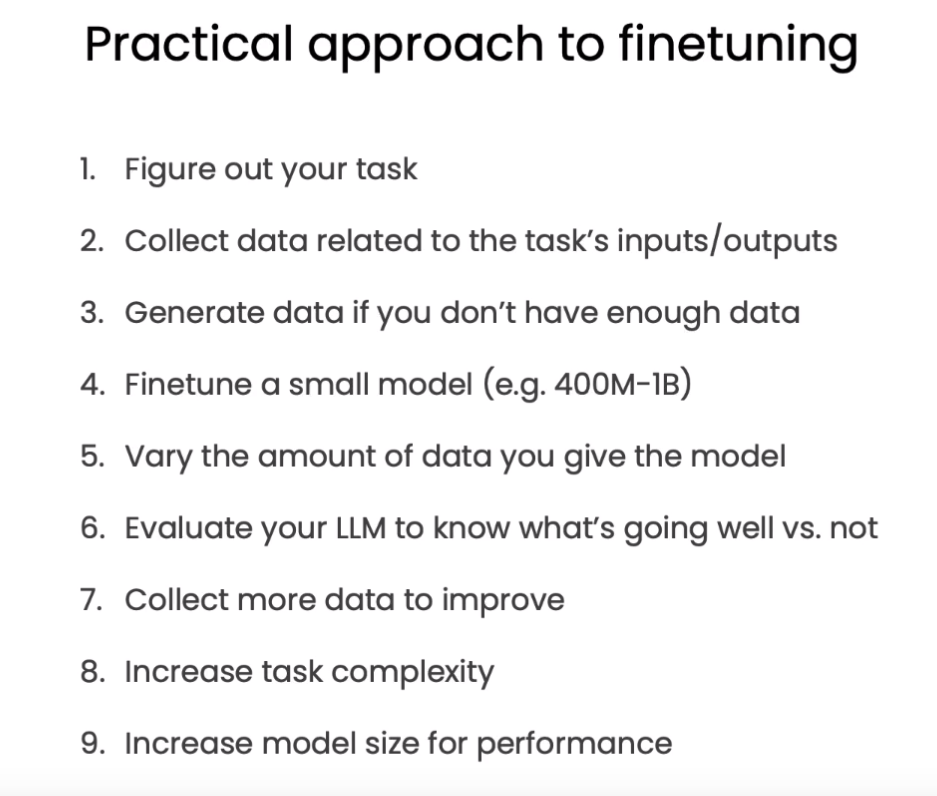 Practical approach to finetuning
1. Figure out your task
2. Collect data related to the task's inputs/outputs
3. Generate data if you don't have enough data
4. Finetune a small model (e.g. 400M-1B)
5. Vary the amount of data you give the model
6. Evaluate your LLM to know what's going well vs. not
7. Collect more data to improve
8. Increase task complexity
9. Increase model size for performance